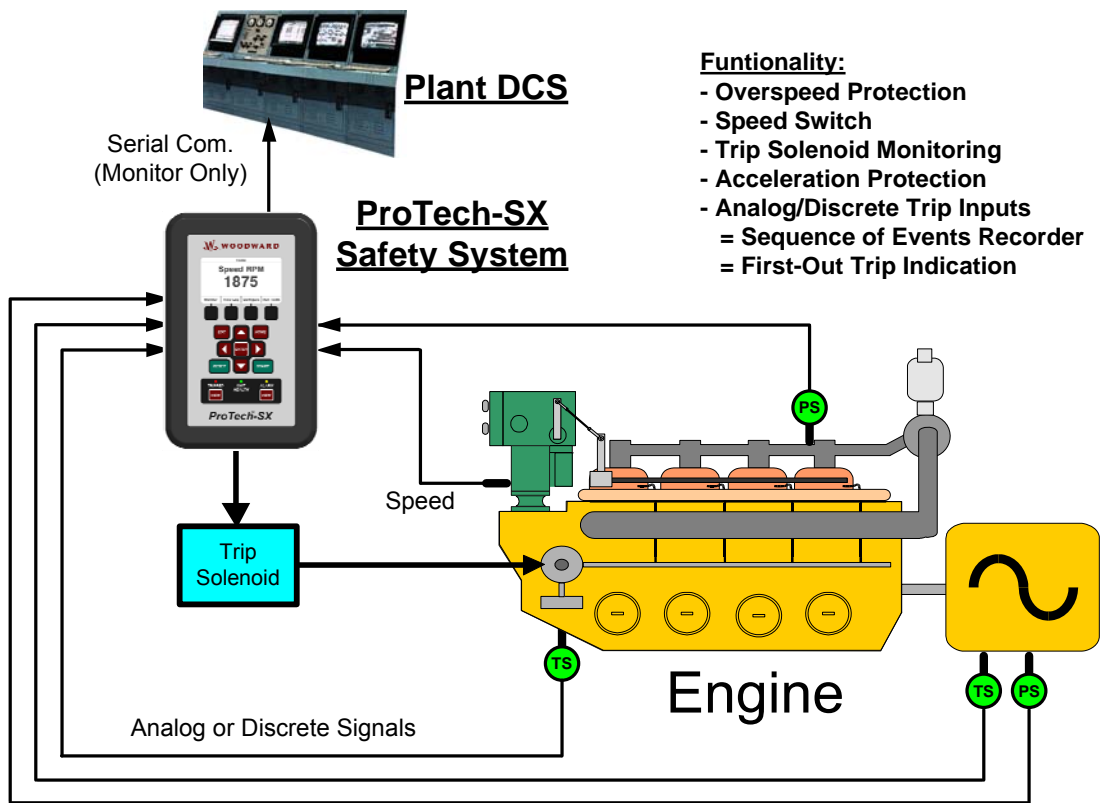 Plant DCS
Funtionality:
- Overspeed Protection
- Speed Switch
- Trip Solenoid Monitoring
- Acceleration Protection
- Analog/Discrete Trip Inputs
= Sequence of Events Recorder
= First-Out Trip Indication
Serial Com.
(Monitor Only)
ProTech-SX
Safety System
WOODWARD
Speed RPM
1875
ProTech-SX
PS
Speed
Trip
Solenoid
TS
Engine
TS
PS
Analog or Discrete Signals